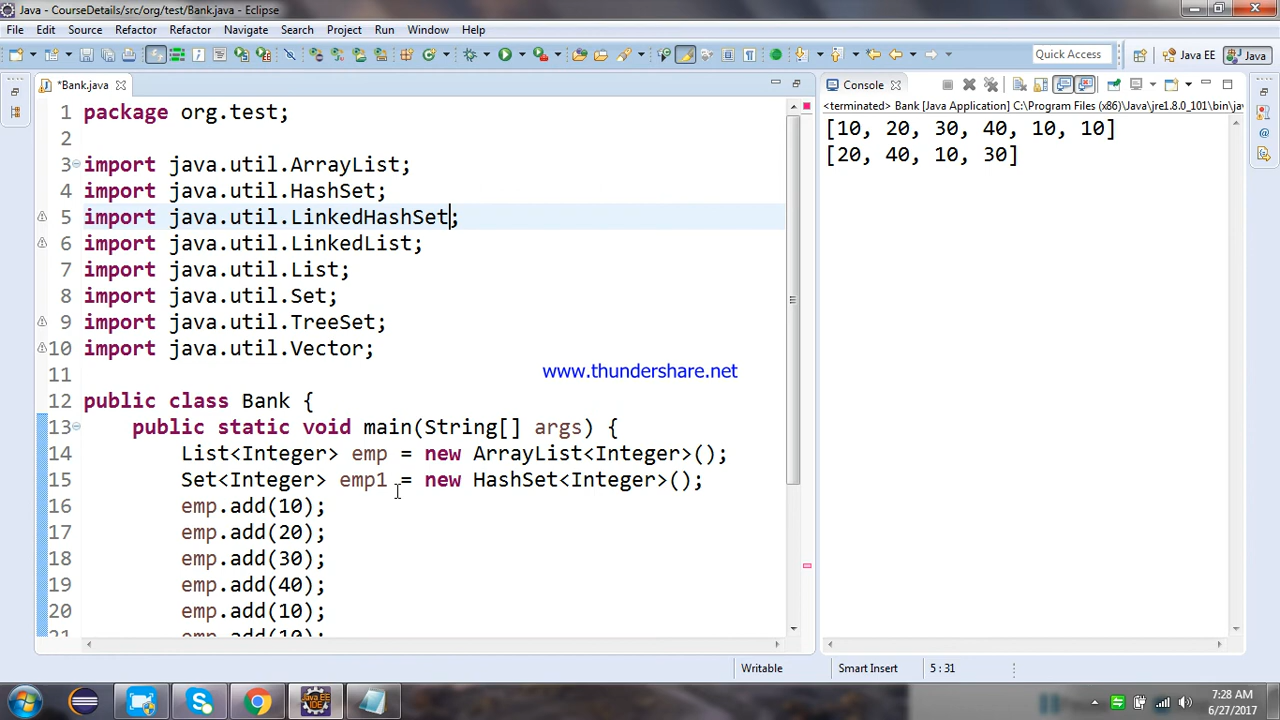 Java - CourseDetails/src/org/test/Bank.java - Eclipse
File Edit Source Refactor Refactor Navigate Search Project Run Window Help
Quick Access Java EE Java
*Bank.java
1 package org.test;
2
3 import java.util.ArrayList;
4 import java.util.HashSet;
5 import java.util.LinkedHashSet;
6 import java.util.LinkedList;
7 import java.util.List;
8 import java.util.Set;
9 import java.util.TreeSet;
10 import java.util.Vector;
11
www.thundershare.net
12 public class Bank {
13 public static void main(String[] args) {
14 List<Integer> emp = new ArrayList<Integer>();
15 Set<Integer> emp1 = new HashSet<Integer>();
16 emp.add(10);
17 emp.add(20);
18 emp.add(30);
19 emp.add(40);
20 emp.add(10);
21 emp.add(10);
Console
<terminated> Bank [Java Application] C:\Program Files (x86)\Java\jre1.8.0_101\bin\ja
[10, 20, 30, 40, 10, 10]
[20, 40, 10, 30]
Writable Smart Insert 5 : 31
7:28 AM
6/27/2017